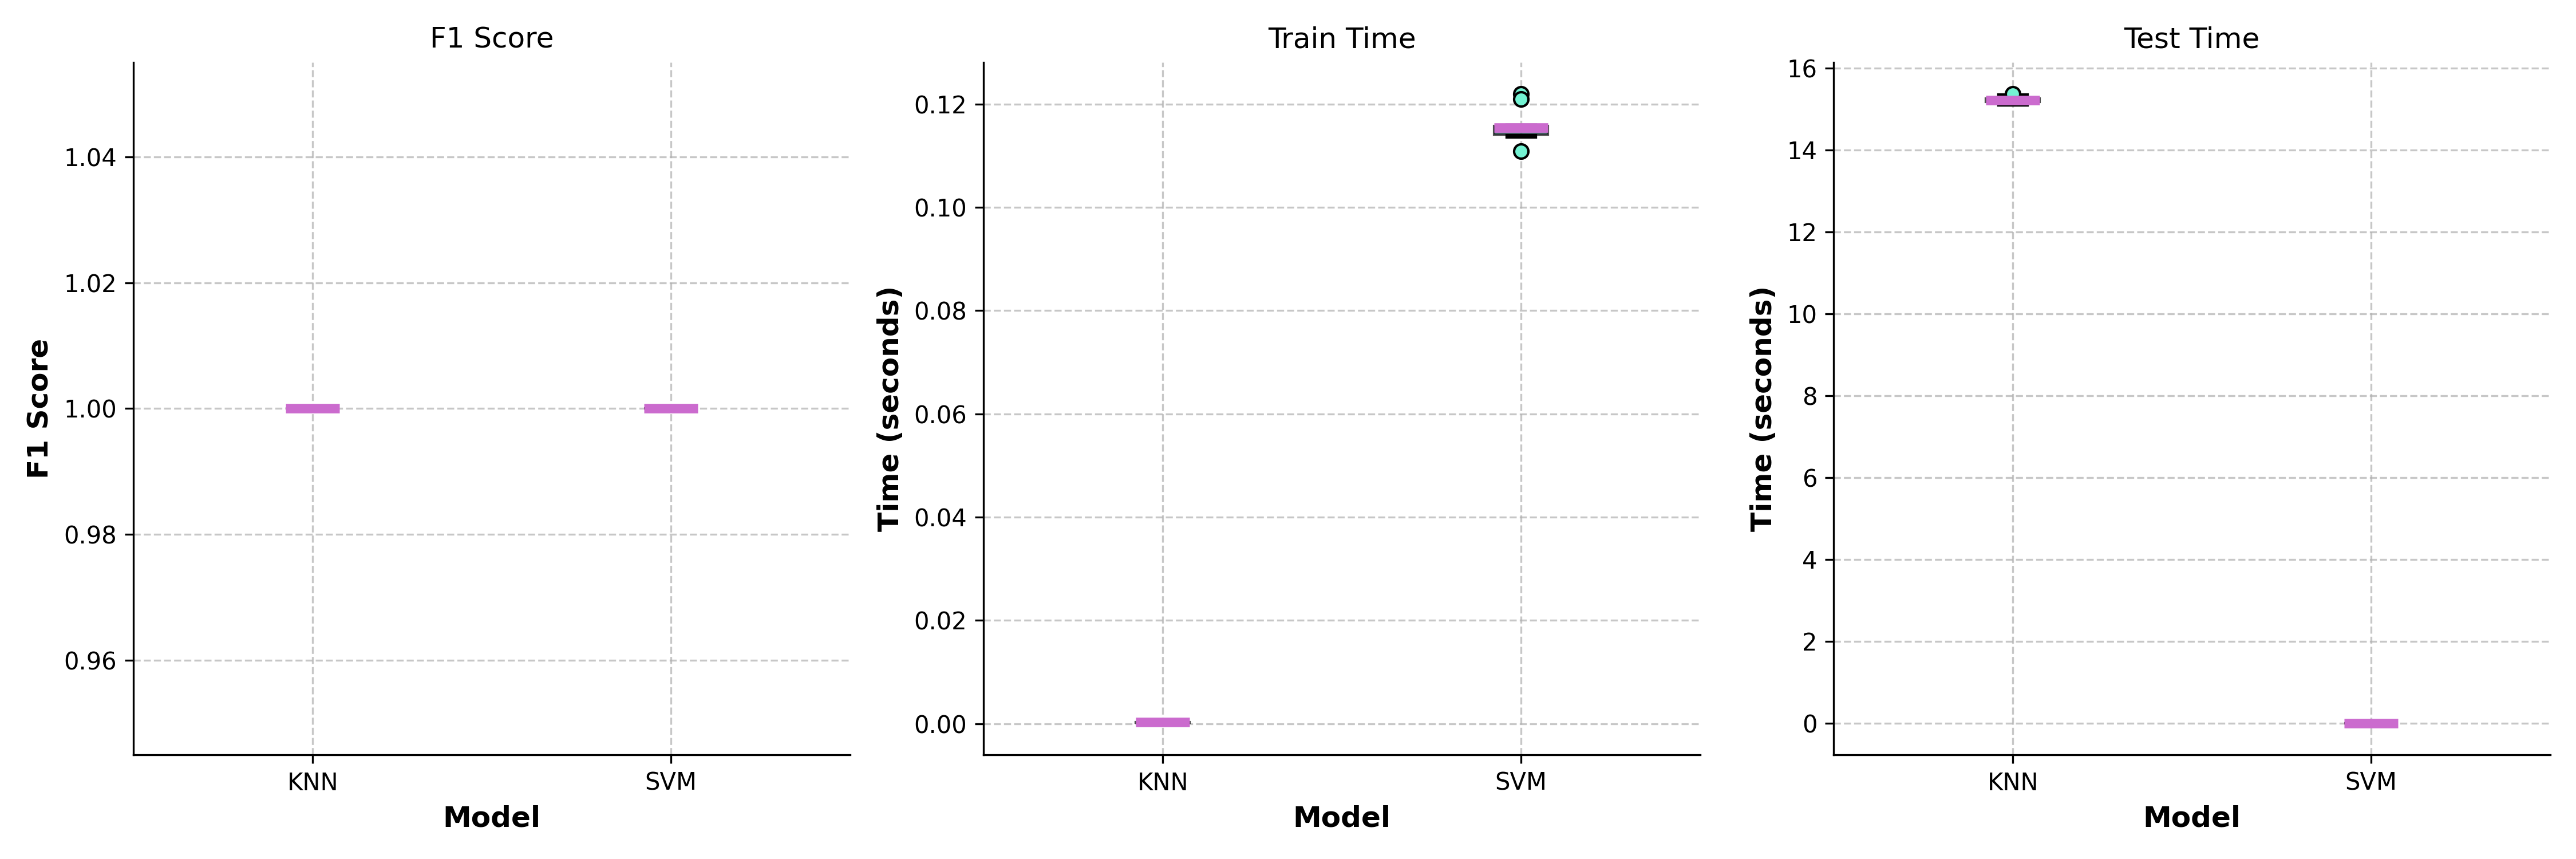 F1 Score
F1 Score
1.04
1.02
1.00
0.98
0.96
KNN
SVM
Model
Train Time
Time (seconds)
0.12
0.10
0.08
0.06
0.04
0.02
0.00
KNN
SVM
Model
Test Time
Time (seconds)
16
14
12
10
8
6
4
2
0
KNN
SVM
Model